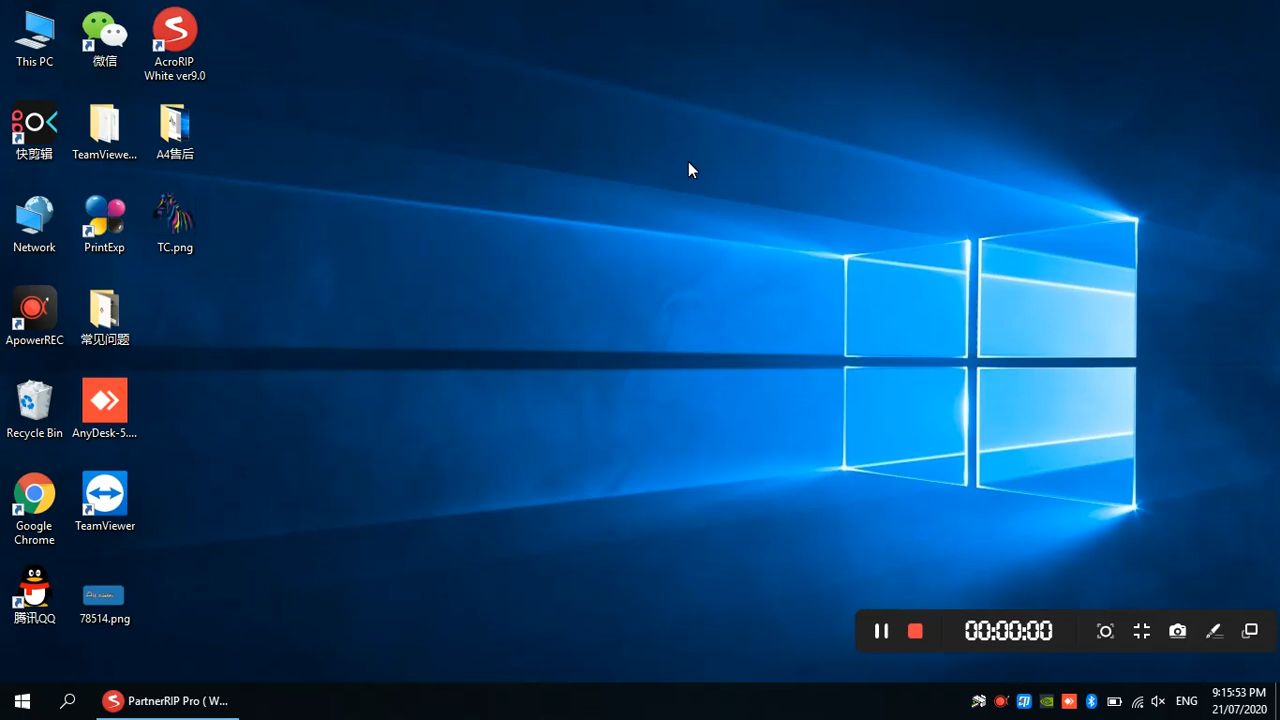 This PC
微信
AcroRIP
White ver9.0
快剪辑
TeamViewe...
A4售后
Network
PrintExp
TC.png
ApowerREC
常见问题
Recycle Bin
AnyDesk-5....
Google
Chrome
TeamViewer
腾讯QQ
78514.png
00:00:00
PartnerRIP Pro ( W...
ENG
9:15:53 PM
21/07/2020